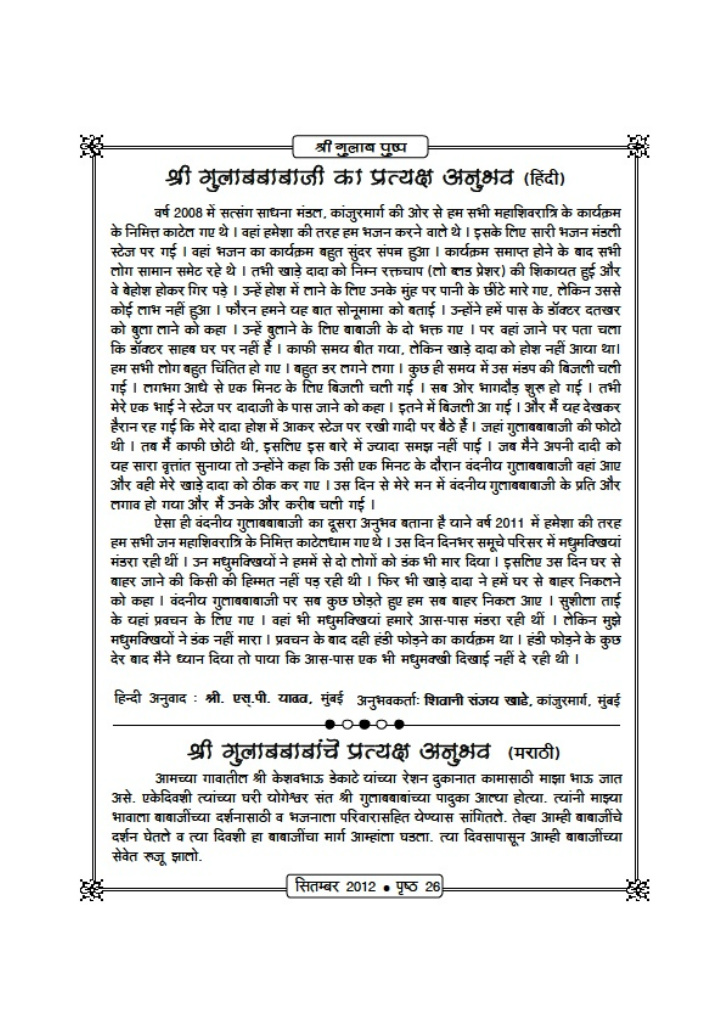 श्री गुलाब पुष्प
श्री गुलाबबाबाजी का प्रत्यक्ष अनुभव (हिंदी)
वर्ष 2008 में सत्संग साधना मंडल, कांजुरमार्ग की ओर से हम सभी महाशिवरात्रि के कार्यक्रम
के निमित्त काटेल गए थे । वहां हमेशा की तरह हम भजन करने वाले थे । इसके लिए सारी भजन मंडली
स्टेज पर गई । वहां भजन का कार्यक्रम बहुत सुंदर संपन्न हुआ । कार्यक्रम समाप्त होने के बाद सभी
लोग सामान समेट रहे थे । तभी खाडे दादा को निम्न रक्तचाप (लो ब्लड प्रेशर) की शिकायत हुई और
वे बेहोश होकर गिर पड़े । उन्हें होश में लाने के लिए उनके मुंह पर पानी के छींटे मारे गए, लेकिन उससे
कोई लाभ नहीं हुआ । फौरन हमने यह बात सोनूमामा को बताई । उन्होंने हमें पास के डॉक्टर दतखर
को बुला लाने को कहा । उन्हें बुलाने के लिए बाबाजी के दो भक्त गए । पर वहां जाने पर पता चला
कि डॉक्टर साहब घर पर नहीं हैं । काफी समय बीत गया, लेकिन खाडे दादा को होश नहीं आया था।
हम सभी लोग बहुत चिंतित हो गए । बहुत डर लगने लगा । कुछ ही समय में उस मंडप की बिजली चली
गई । लगभग आधे से एक मिनट के लिए बिजली चली गई । सब ओर भागदौड़ शुरु हो गई । तभी
मेरे एक भाई ने स्टेज पर दादाजी के पास जाने को कहा । इतने में बिजली आ गई । और मैं यह देखकर
हैरान रह गई कि मेरे दादा होश में आकर स्टेज पर रखी गादी पर बैठे हैं । जहां गुलाबबाबाजी की फोटो
थी । तब मैं काफी छोटी थी, इसलिए इस बारे में ज्यादा समझ नहीं पाई । जब मैने अपनी दादी को
यह सारा वृत्तांत सुनाया तो उन्होंने कहा कि उसी एक मिनट के दौरान वंदनीय गुलाबबाबाजी वहां आए
और वही मेरे खाडे दादा को ठीक कर गए । उस दिन से मेरे मन में वंदनीय गुलाबबाबाजी के प्रति और
लगाव हो गया और मैं उनके और करीब चली गई ।
ऐसा ही वंदनीय गुलाबबाबाजी का दूसरा अनुभव बताना है याने वर्ष 2011 में हमेशा की तरह
हम सभी जन महाशिवरात्रि के निमित्त काटेलधाम गए थे । उस दिन दिनभर समूचे परिसर में मधुमक्खियां
मंडरा रही थीं । उन मधुमक्खियों ने हममें से दो लोगों को डंक भी मार दिया । इसलिए उस दिन घर से
बाहर जाने की किसी की हिम्मत नहीं पड़ रही थी । फिर भी खाडे दादा ने हमें घर से बाहर निकलने
को कहा । वंदनीय गुलाबबाबाजी पर सब कुछ छोड़ते हुए हम सब बाहर निकल आए । सुशीला ताई
के यहां प्रवचन के लिए गए । वहां भी मधुमक्खियां हमारे आस-पास मंडरा रही थीं । लेकिन मुझे
मधुमक्खियों ने डंक नहीं मारा । प्रवचन के बाद दही हंडी फोड़ने का कार्यक्रम था । हंडी फोड़ने के कुछ
देर बाद मैने ध्यान दिया तो पाया कि आस-पास एक भी मधुमक्खी दिखाई नहीं दे रही थी ।
हिन्दी अनुवाद : श्री. एस.पी. यादव, मुंबई अनुभवकर्ताः शिवानी संजय खाडे, कांजुरमार्ग, मुंबई
श्री गुलाबबाबांचे प्रत्यक्ष अनुभव (मराठी)
आमच्या गावातील श्री केशवभाऊ डेकाटे यांच्या रेशन दुकानात कामासाठी माझा भाऊ जात
असे. एकेदिवशी त्यांच्या घरी योगेश्वर संत श्री गुलाबबाबांच्या पादुका आल्या होत्या. त्यांनी माझ्या
भावाला बाबाजींच्या दर्शनासाठी व भजनाला परिवारासहित येण्यास सांगितले. तेव्हा आम्ही बाबाजींचे
दर्शन घेतले व त्या दिवशी हा बाबाजींचा मार्ग आम्हांला घडला. त्या दिवसापासून आम्ही बाबाजींच्या
सेवेत रुजू झालो.
सितम्बर 2012 ● पृष्ठ 26